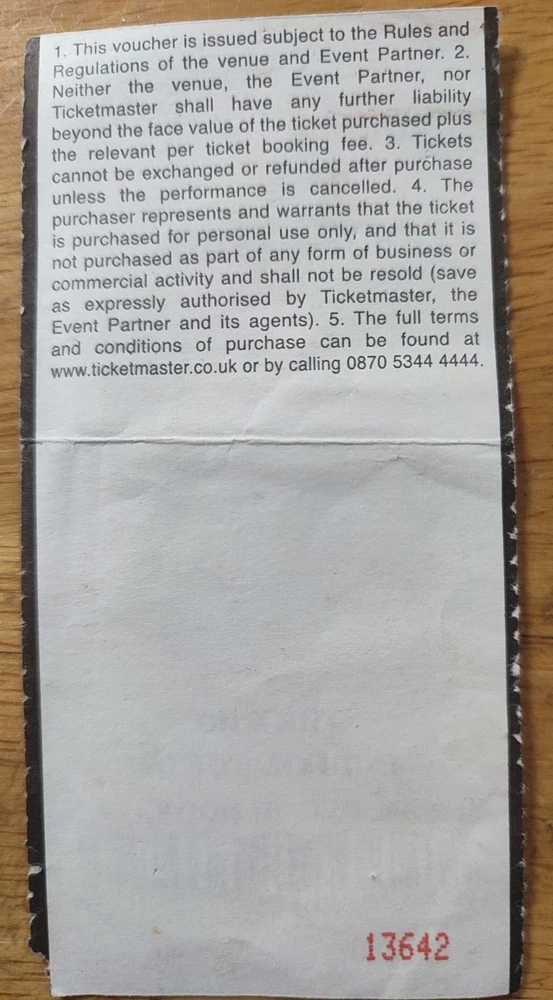 1. This voucher is issued subject to the Rules and
Regulations of the venue and Event Partner. 2.
Neither the venue, the Event Partner, nor
Ticketmaster shall have any further liability
beyond the face value of the ticket purchased plus
the relevant per ticket booking fee. 3. Tickets
cannot be exchanged or refunded after purchase
unless the performance is cancelled. 4. The
purchaser represents and warrants that the ticket
is purchased for personal use only, and that it is
not purchased as part of any form of business or
commercial activity and shall not be resold (save
as expressly authorised by Ticketmaster, the
Event Partner and its agents). 5. The full terms
and conditions of purchase can be found at
www.ticketmaster.co.uk or by calling 0870 5344 4444.
13642